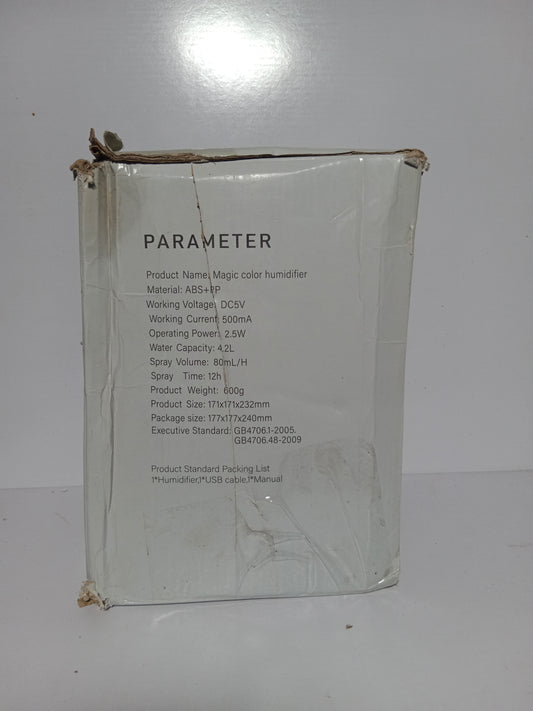 PARAMETER
Product Name: Magic color humidifier
Material: ABS+PP
Working Voltage: DC5V
Working Current: 500mA
Operating Power: 2.5W
Water Capacity: 4.2L
Spray Volume: 80mL/H
Spray Time: 12h
Product Weight: 600g
Product Size: 171x171x232mm
Package size: 177x177x240mm
Executive Standard: GB4706.1-2005.
GB4706.48-2009
Product Standard Packing List
1*Humidifier,1*USB cable,1*Manual